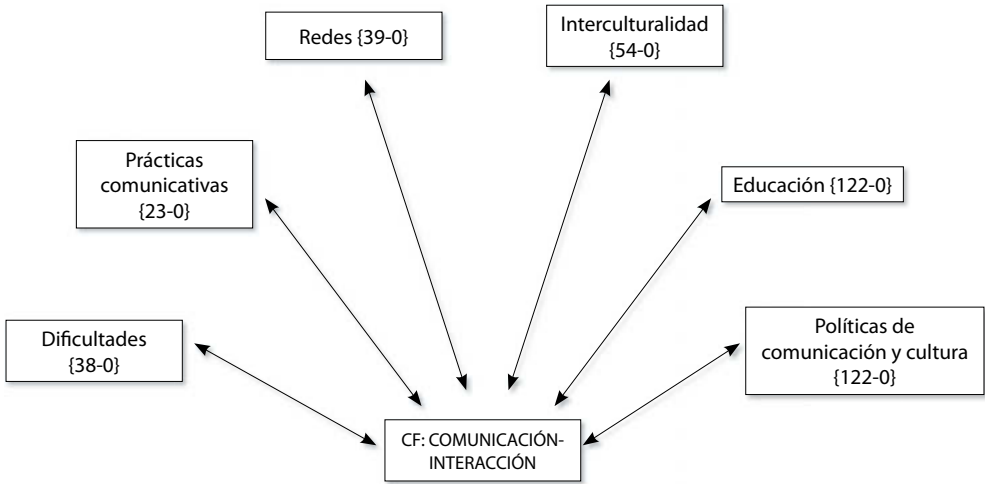 Redes {39-0}
Interculturalidad
{54-0}
Prácticas
comunicativas
{23-0}
Educación {122-0}
Dificultades
{38-0}
Políticas de
comunicación y cultura
{122-0}
CF: COMUNICACIÓN-
INTERACCIÓN